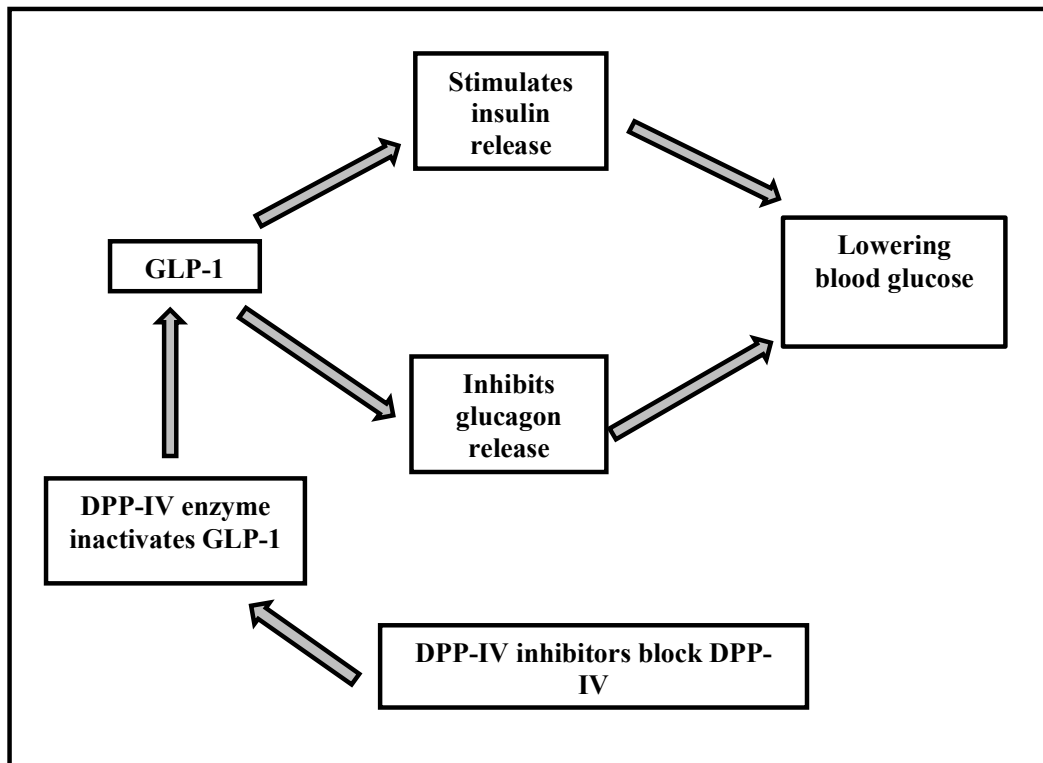 Stimulates
insulin
release
GLP-1
Lowering
blood glucose
Inhibits
glucagon
release
DPP-IV enzyme
inactivates GLP-1
DPP-IV inhibitors block DPP-
IV